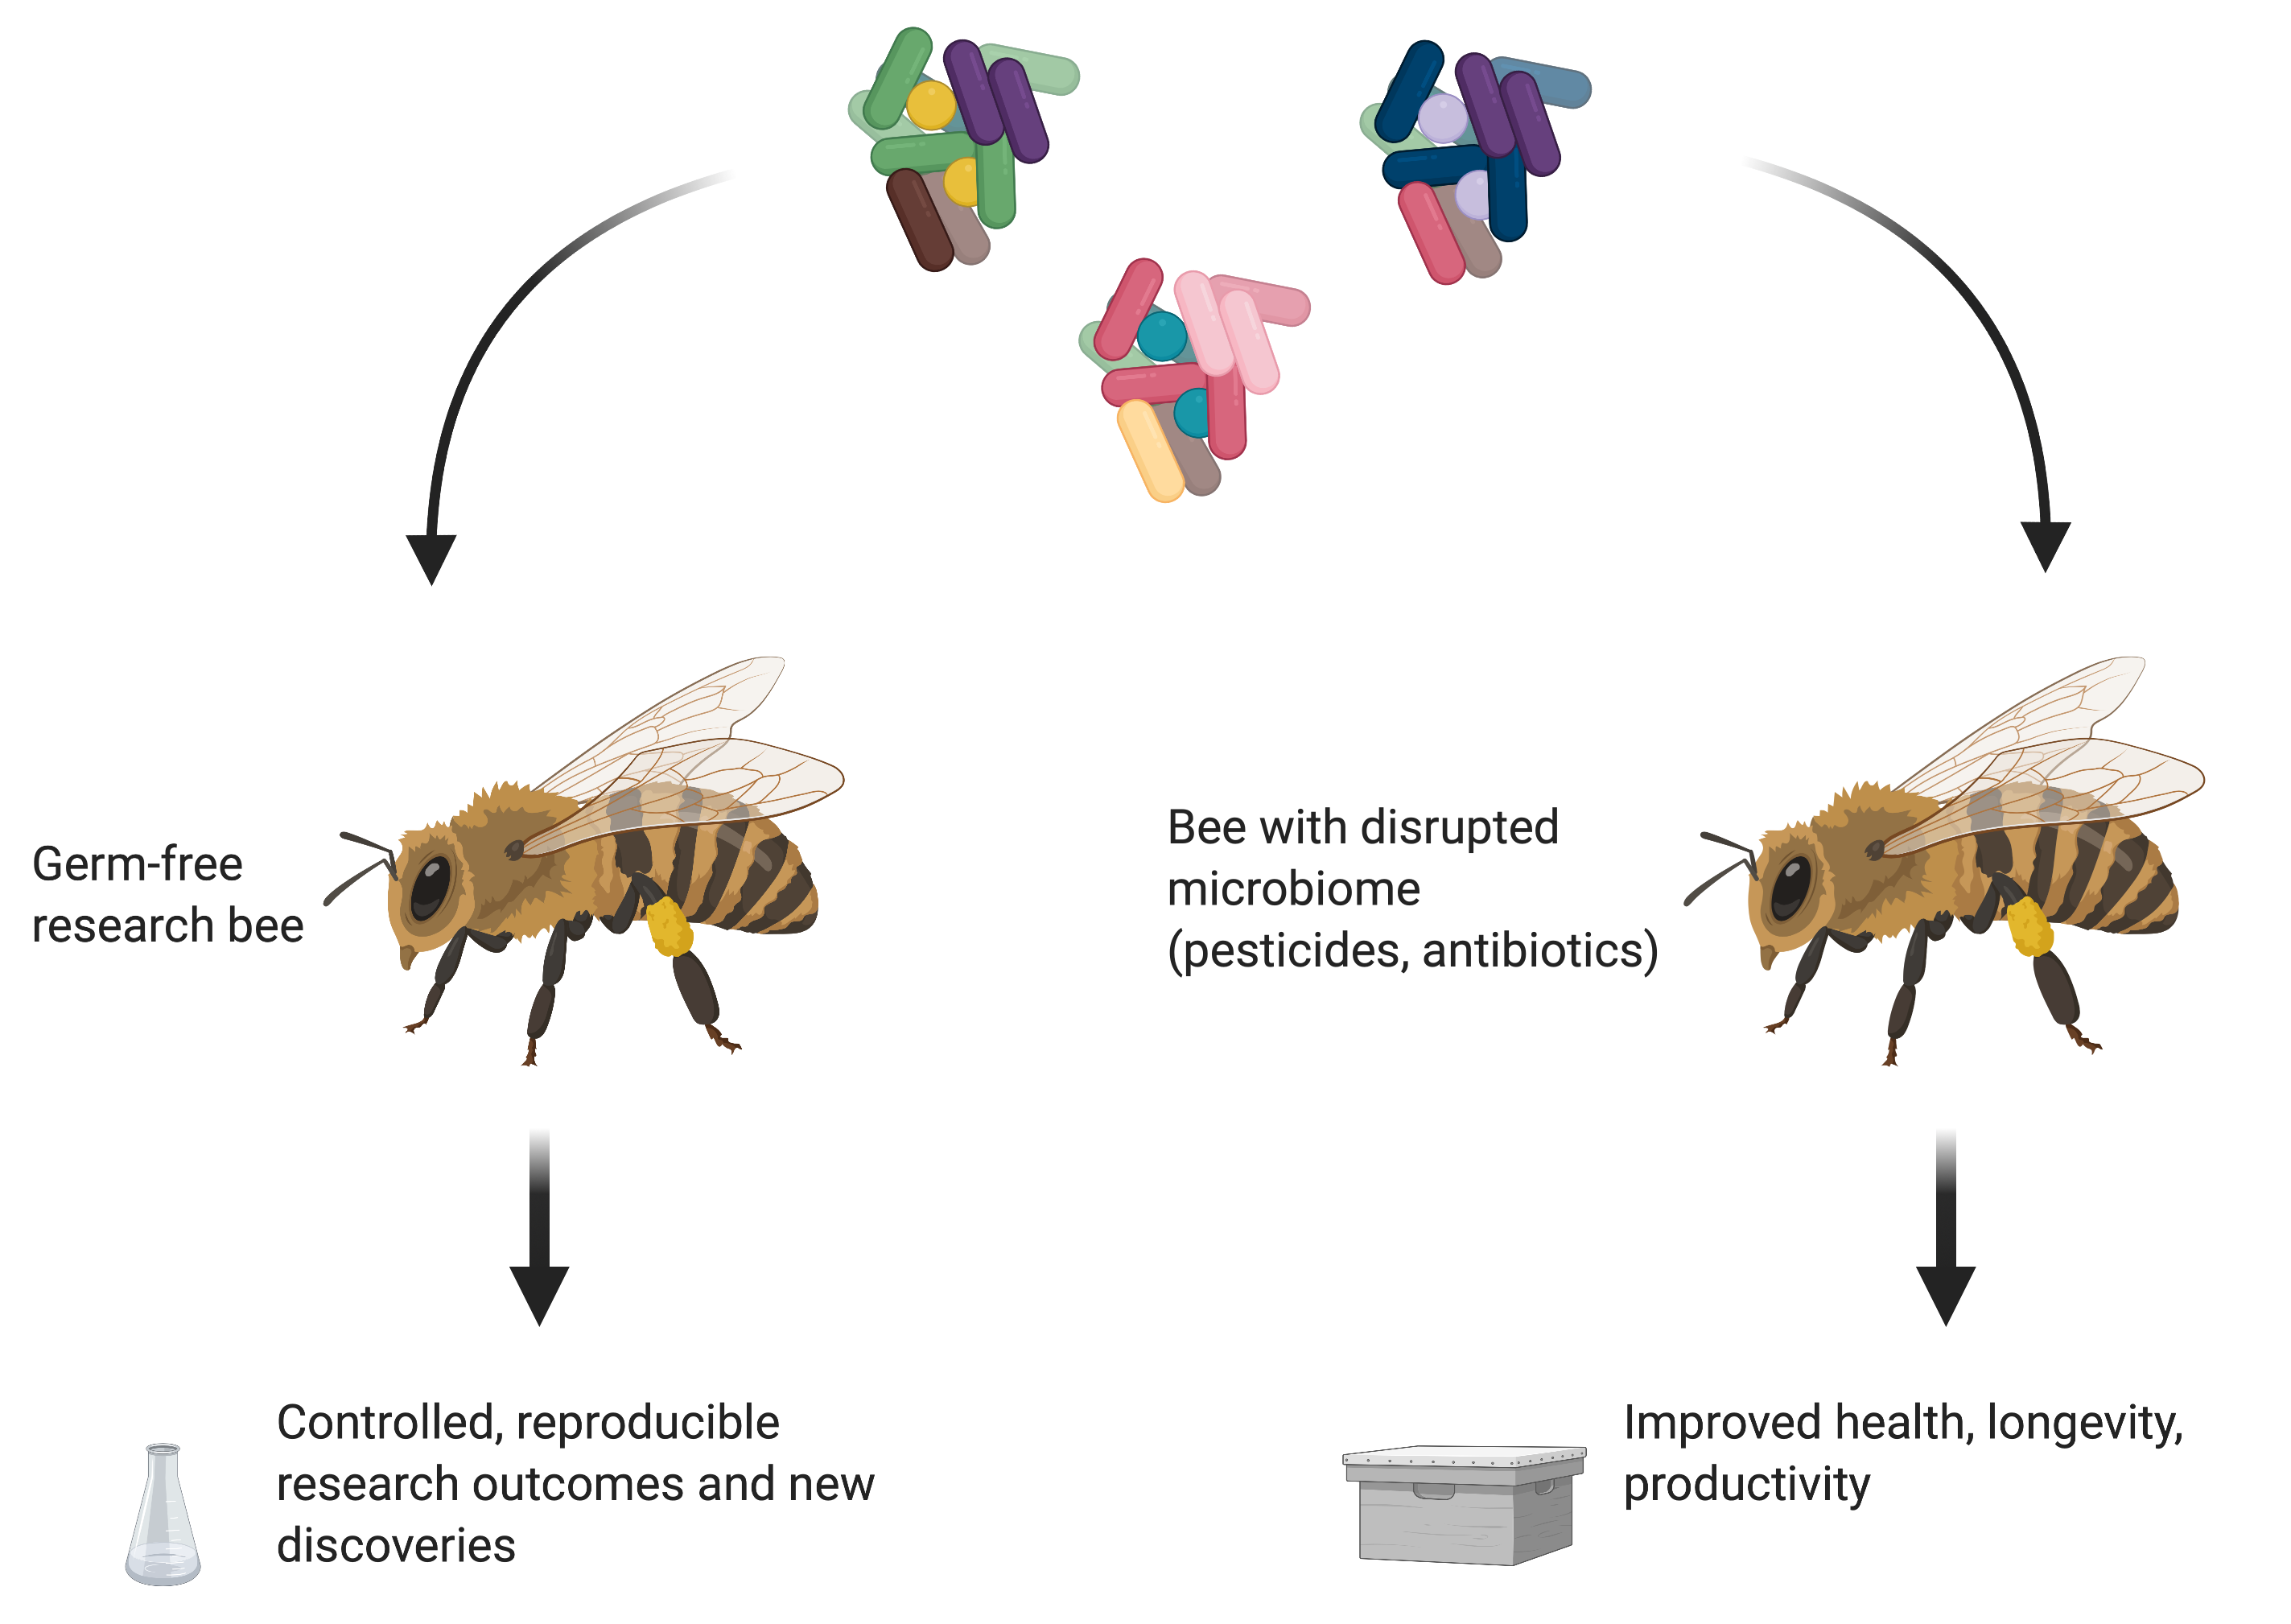 Germ-free
research bee
Bee with disrupted
microbiome
(pesticides, antibiotics)
Controlled, reproducible
research outcomes and new
discoveries
Improved health, longevity,
productivity